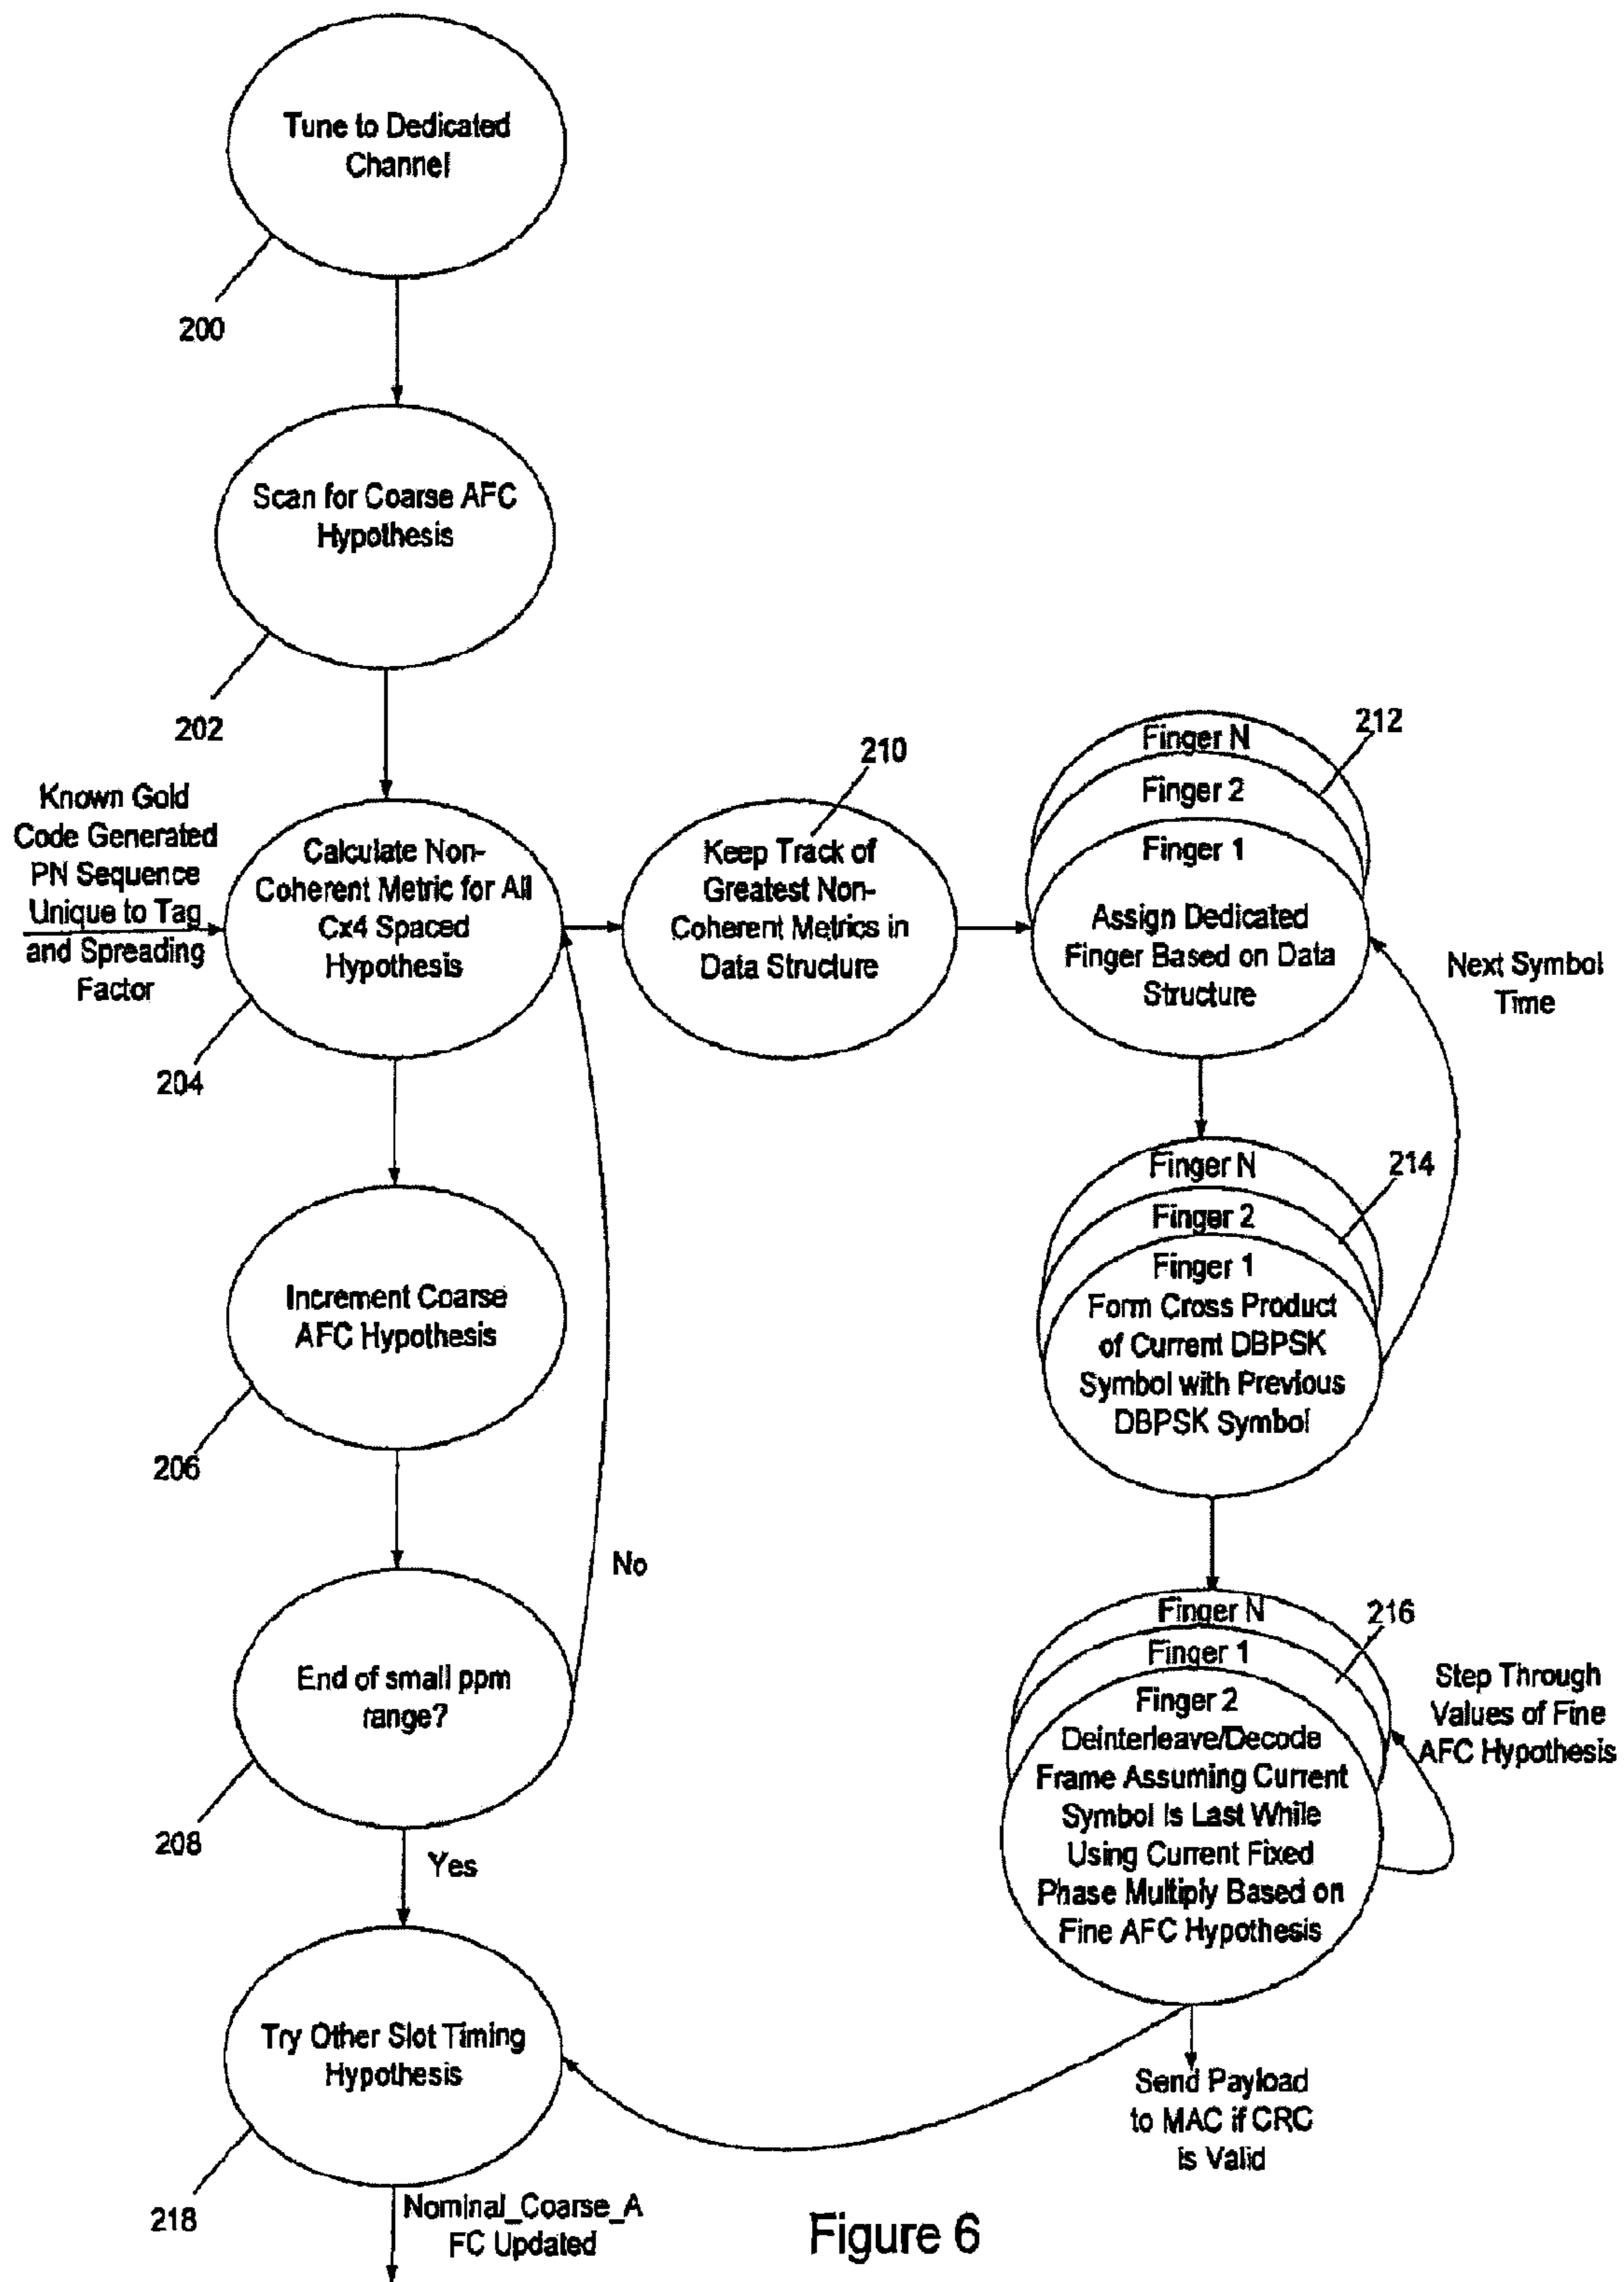 Tune to Dedicated
Channel
200
Scan for Coarse AFC
Hypothesis
202
Known Gold
Code Generated
PN Sequence
Unique to Tag
and Spreading
Factor
Calculate Non-
Coherent Metric for All
Cx4 Spaced
Hypothesis
204
210
Keep Track of
Greatest Non-
Coherent Metrics in
Data Structure
212
Finger N
Finger 2
Finger 1
Assign Dedicated
Finger Based on Data
Structure
Next Symbol
Time
Increment Coarse
AFC Hypothesis
206
214
Finger N
Finger 2
Finger 1
Form Cross Product
of Current DBPSK
Symbol with Previous
DBPSK Symbol
No
End of small ppm
range?
208
Yes
216
Finger N
Finger 1
Finger 2
Deinterleave/Decode
Frame Assuming Current
Symbol Is Last While
Using Current Fixed
Phase Multiply Based on
Fine AFC Hypothesis
Step Through
Values of Fine
AFC Hypothesis
Try Other Slot Timing
Hypothesis
218
Send Payload
to MAC if CRC
is Valid
Nominal_Coarse_A
FC Updated
Figure 6